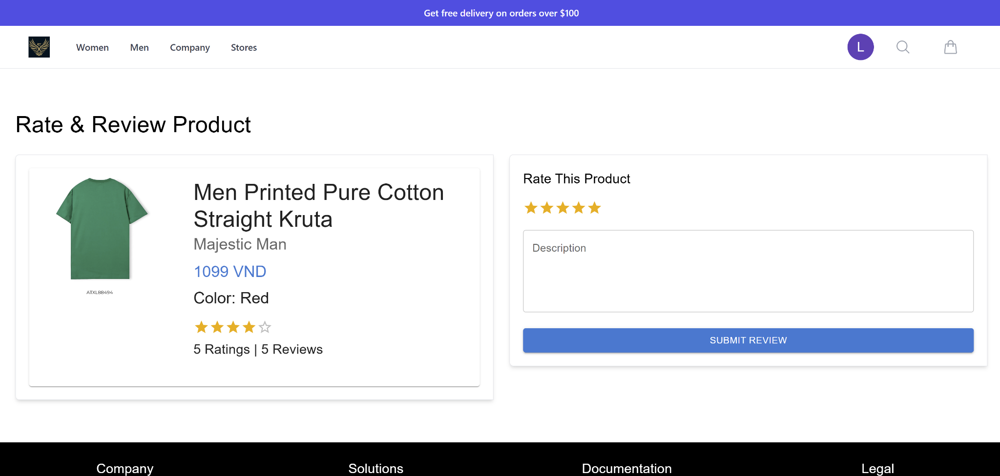 Get free delivery on orders over $100
Women
Men
Company
Stores
L
Rate & Review Product
ATXL88494
Men Printed Pure Cotton
Straight Kruta
Majestic Man
1099 VND
Color: Red
5 Ratings | 5 Reviews
Rate This Product
Description
SUBMIT REVIEW
Company
Solutions
Documentation
Legal